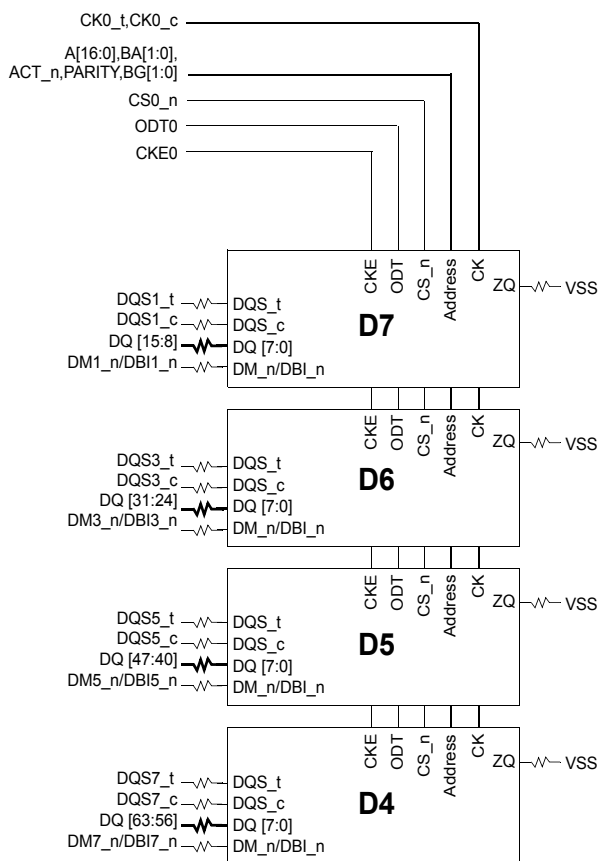 CK0_t,CK0_c
A[16:0],BA[1:0],
ACT_n,PARITY,BG[1:0]
CS0_n
ODT0
CKE0
CKE
ODT
CS_n
Address
CK
ZQ
VSS
D7
DQS1_t
DQS_t
DQS1_c
DQS_c
DQ [15:8]
DQ [7:0]
DM1_n/DBI1_n
DM_n/DBI_n
CKE
ODT
CS_n
Address
CK
ZQ
VSS
D6
DQS3_t
DQS_t
DQS3_c
DQS_c
DQ [31:24]
DQ [7:0]
DM3_n/DBI3_n
DM_n/DBI_n
CKE
ODT
CS_n
Address
CK
ZQ
VSS
D5
DQS5_t
DQS_t
DQS5_c
DQS_c
DQ [47:40]
DQ [7:0]
DM5_n/DBI5_n
DM_n/DBI_n
CKE
ODT
CS_n
Address
CK
ZQ
VSS
D4
DQS7_t
DQS_t
DQS7_c
DQS_c
DQ [63:56]
DQ [7:0]
DM7_n/DBI7_n
DM_n/DBI_n